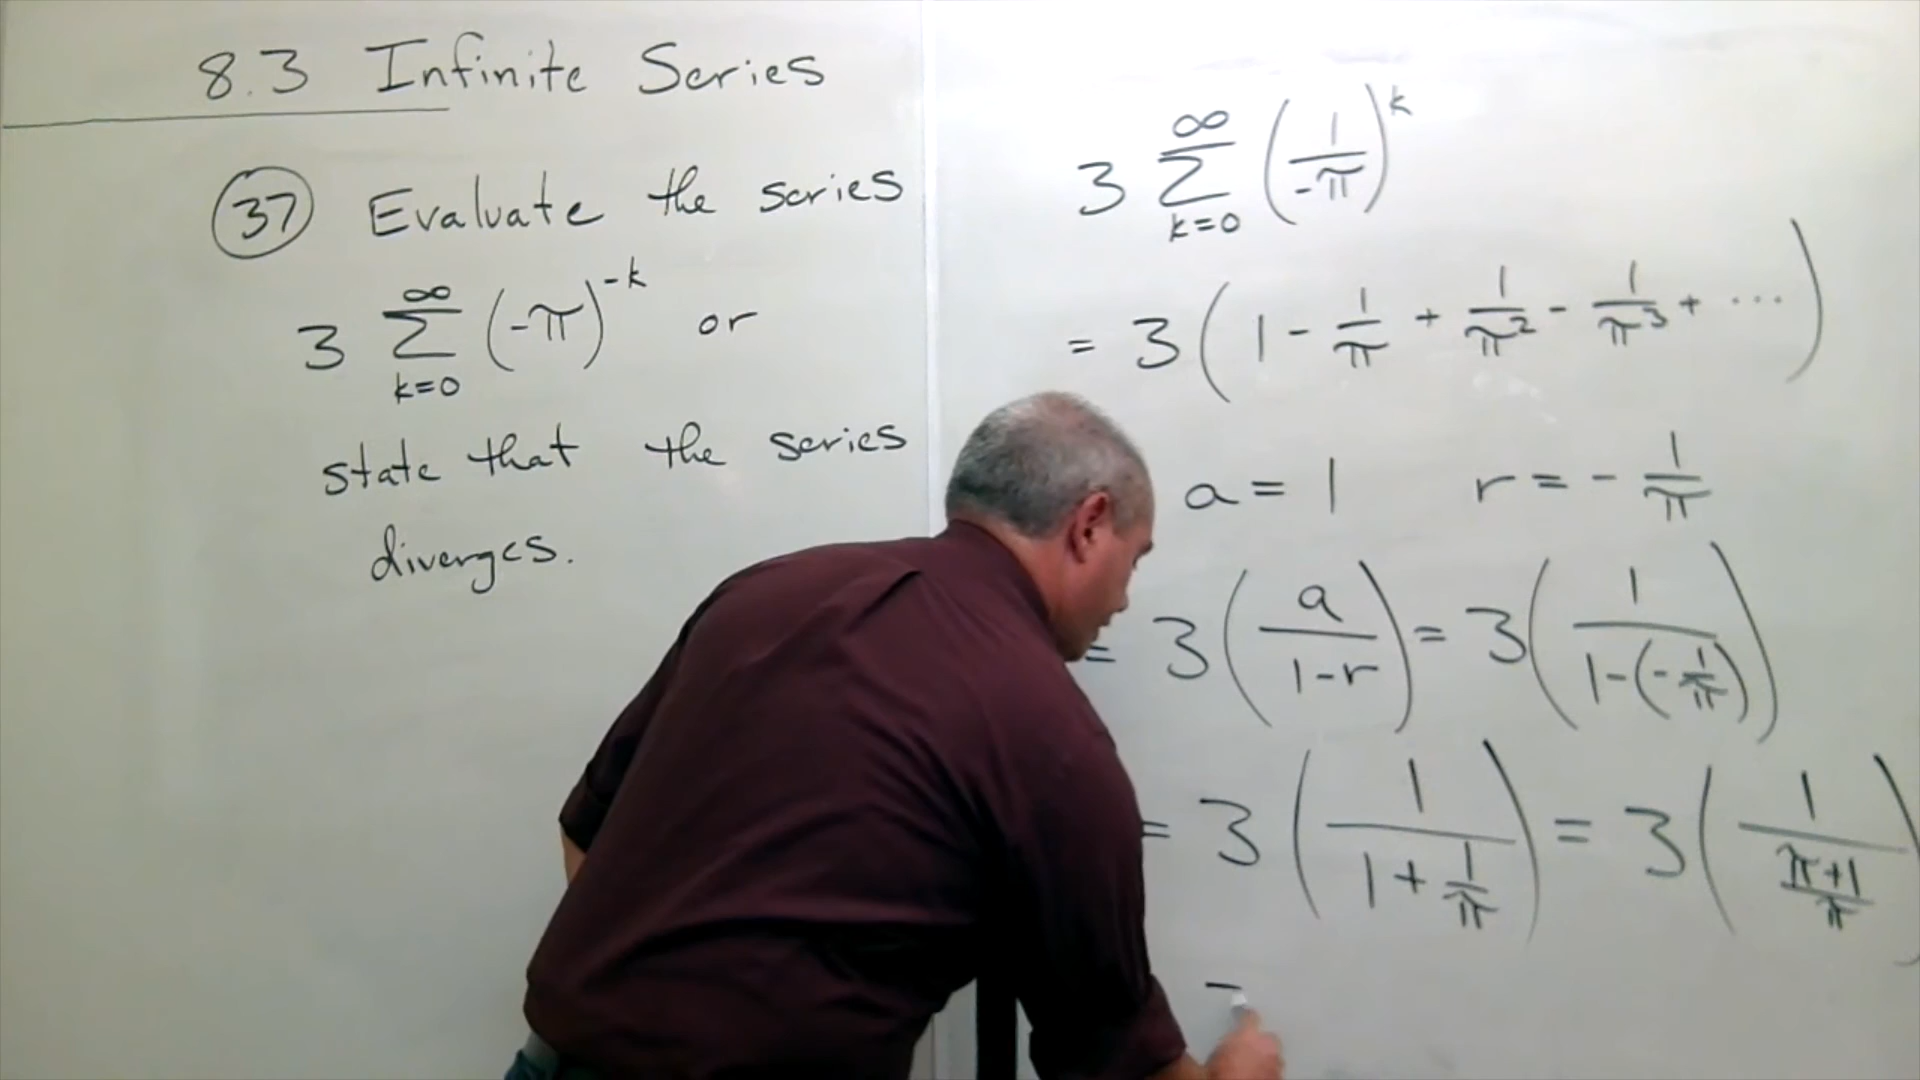 8.3 Infinite Series
37 Evaluate the series
3 ∑_{k=0}^{∞} (-π)^{-k} or
state that the series
diverges.
3 ∑_{k=0}^{∞} (1/-π)^k
= 3(1 - 1/π + 1/π² - 1/π³ + ⋯)
a = 1 r = -1/π
= 3(a/(1-r)) = 3(1/(1-(-1/π)))
= 3(1/(1+1/π)) = 3(1/((π+1)/π))